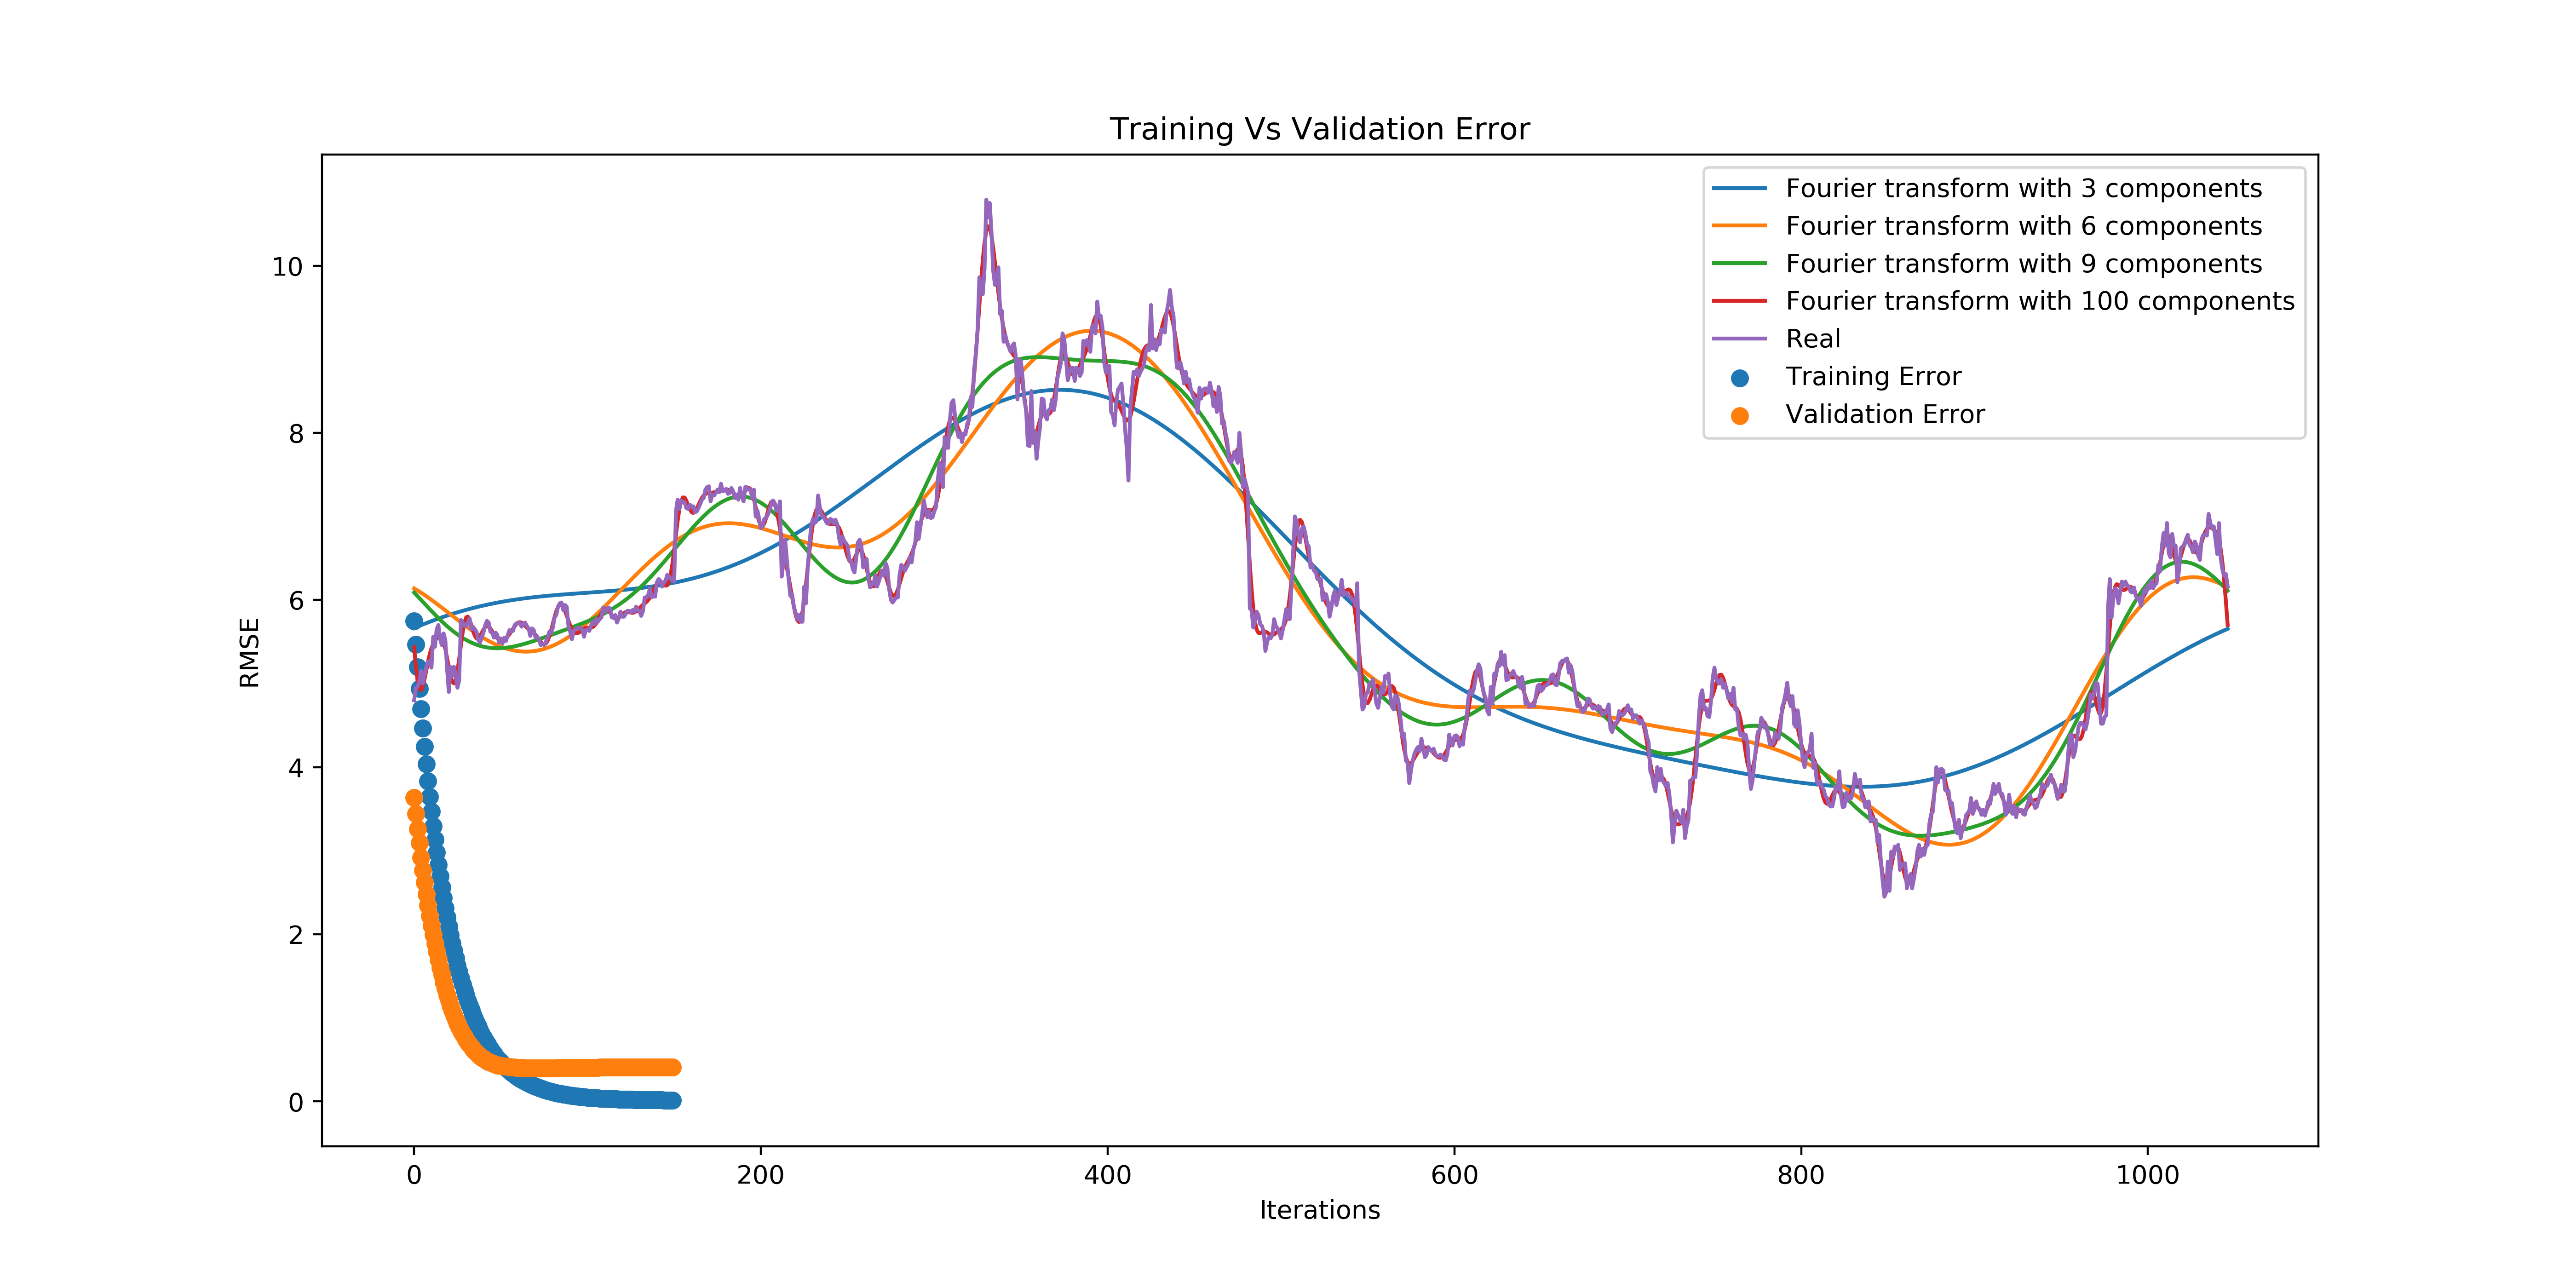 Training Vs Validation Error
Fourier transform with 3 components
Fourier transform with 6 components
Fourier transform with 9 components
Fourier transform with 100 components
Real
Training Error
Validation Error
RMSE
10
8
6
4
2
0
0 200 400 600 800 1000
Iterations